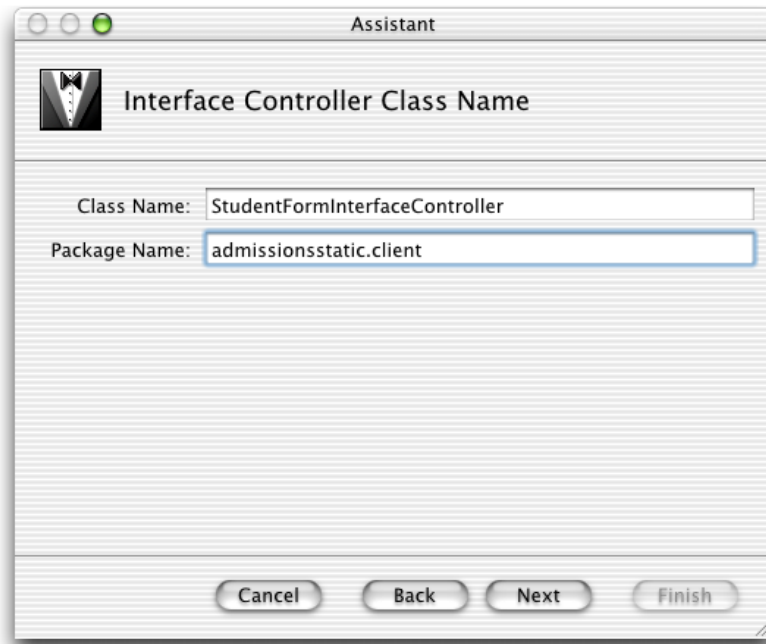 Assistant
Interface Controller Class Name
Class Name: StudentFormInterfaceController
Package Name: admissionsstatic.client
Cancel Back Next Finish